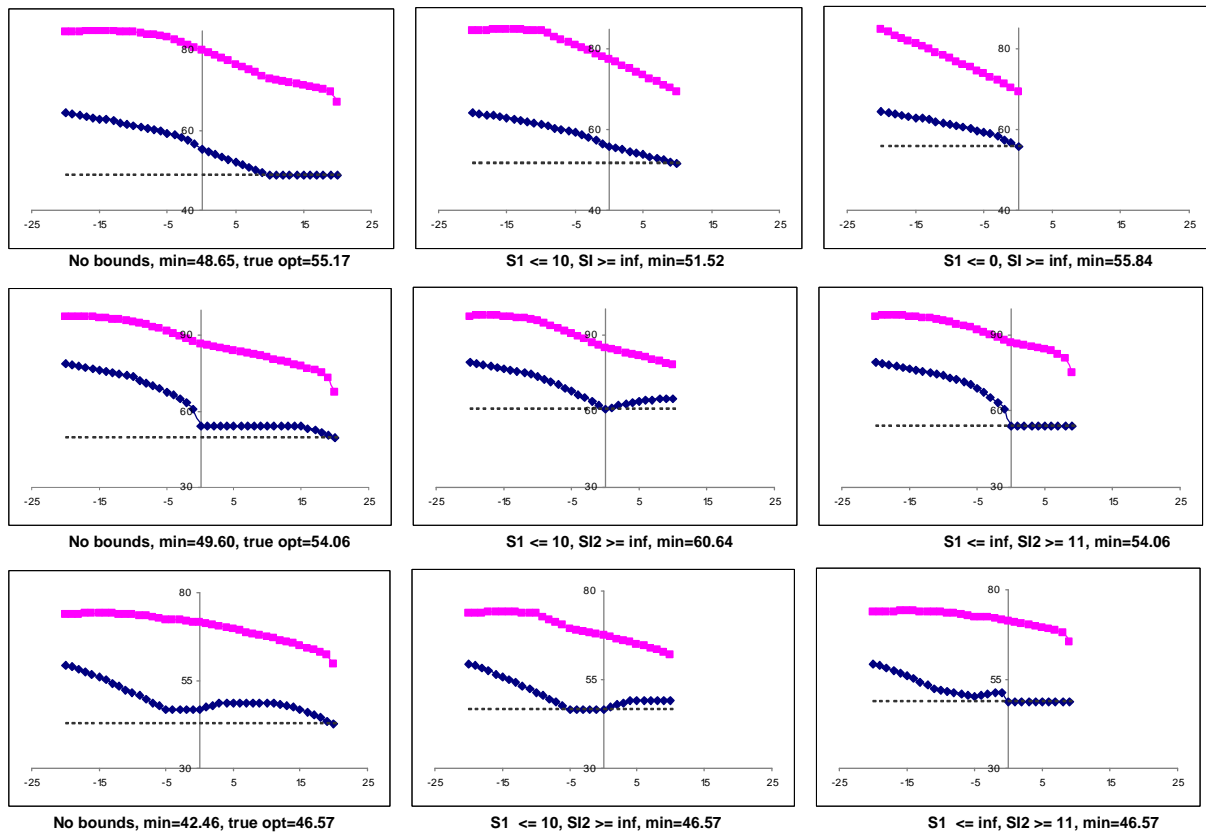 80
60
40
-25 -15 -5 5 15 25
No bounds, min=48.65, true opt=55.17
80
60
40
-25 -15 -5 5 15 25
S1 <= 10, SI >= inf, min=51.52
80
60
40
-25 -15 -5 5 15 25
S1 <= 0, SI >= inf, min=55.84
90
60
30
-25 -15 -5 5 15 25
No bounds, min=49.60, true opt=54.06
90
60
30
-25 -15 -5 5 15 25
S1 <= 10, SI2 >= inf, min=60.64
90
60
30
-25 -15 -5 5 15 25
S1 <= inf, SI2 >= 11, min=54.06
80
55
30
-25 -15 -5 5 15 25
No bounds, min=42.46, true opt=46.57
80
55
30
-25 -15 -5 5 15 25
S1 <= 10, SI2 >= inf, min=46.57
80
55
30
-25 -15 -5 5 15 25
S1 <= inf, SI2 >= 11, min=46.57